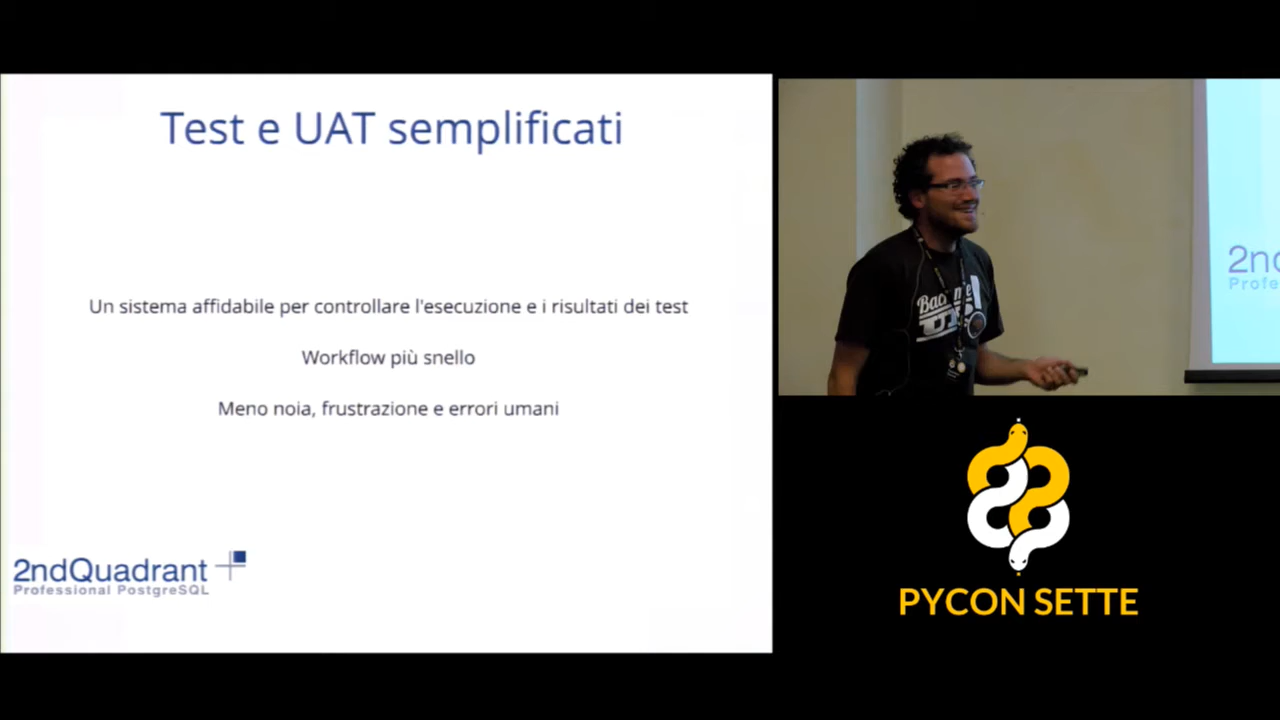 Test e UAT semplificati
Un sistema affidabile per controllare l'esecuzione e i risultati dei test
Workflow più snello
Meno noia, frustrazione e errori umani
2ndQuadrant
Professional PostgreSQL
PYCON SETTE